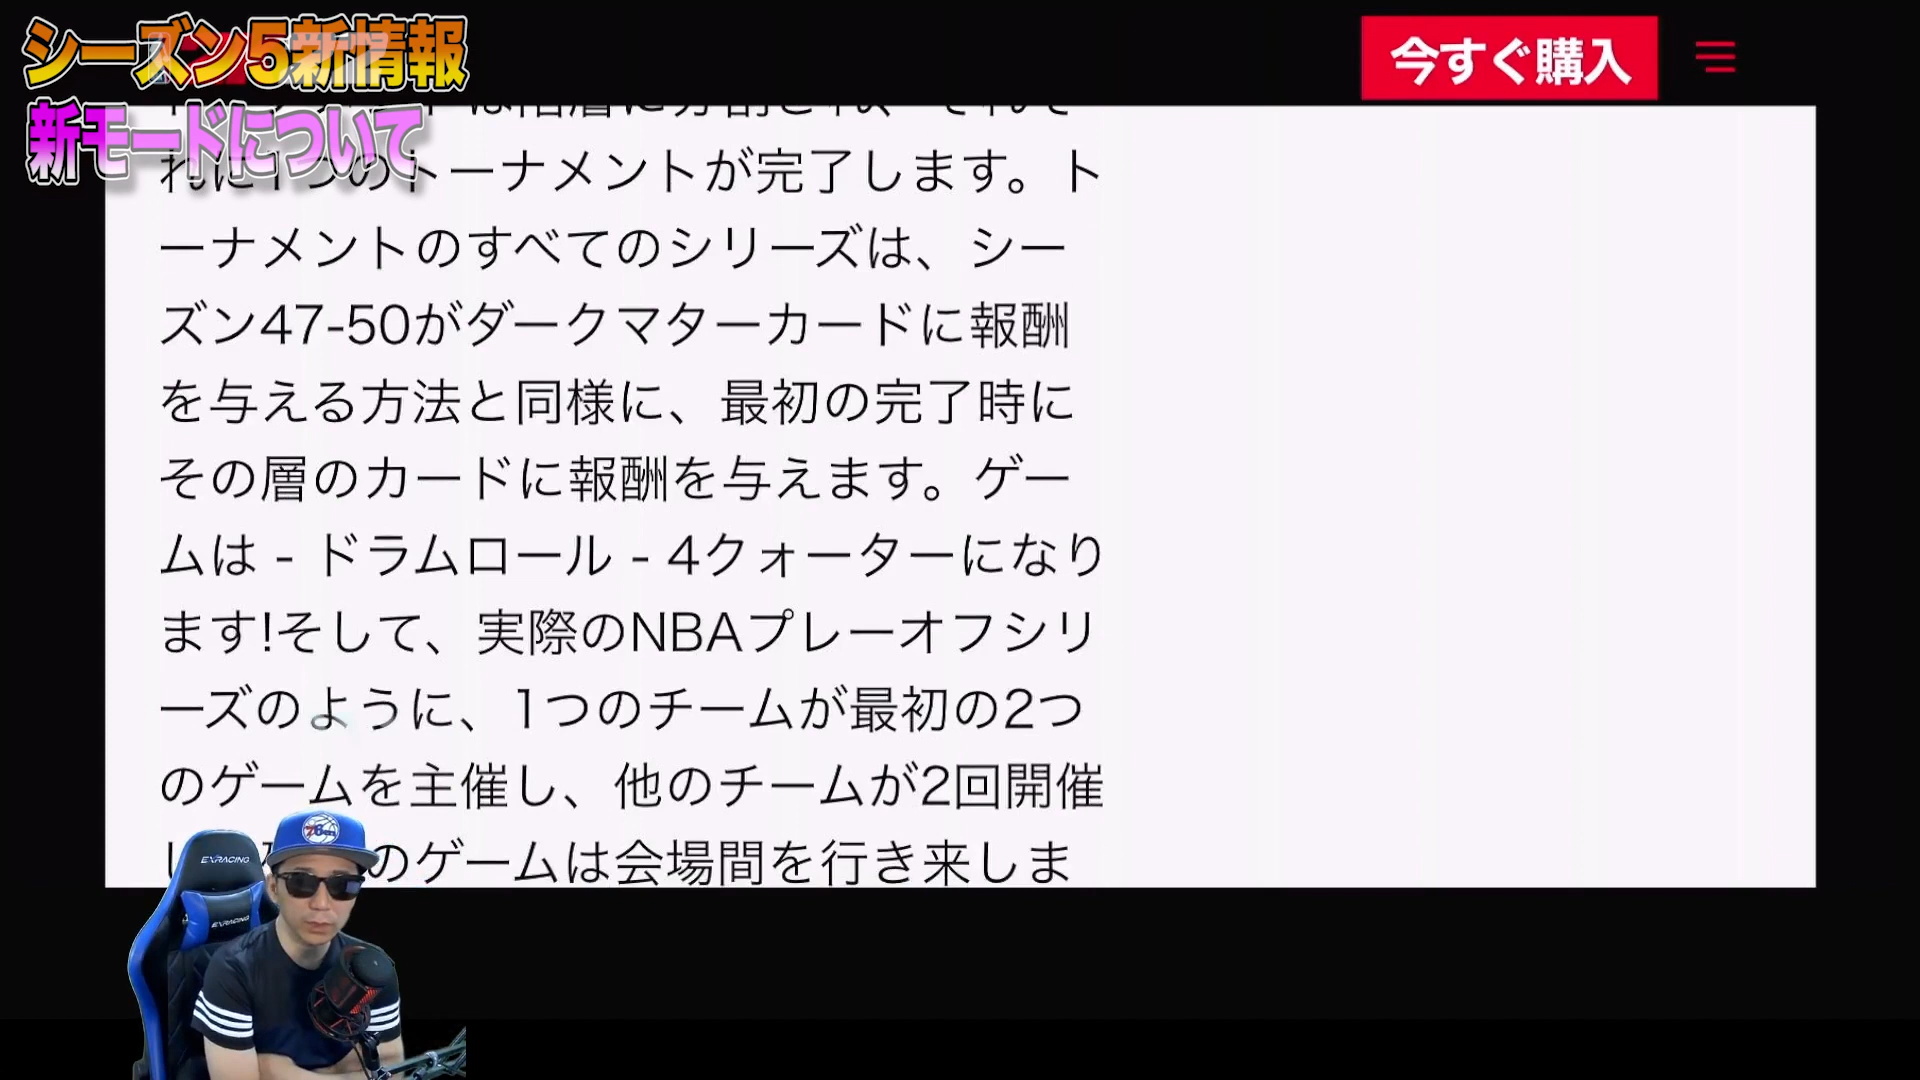 シーズン5新情報
新モードについて
今すぐ購入
れに1つのトーナメントが完了します。ト
ーナメントのすべてのシリーズは、シー
ズン47-50がダークマターカードに報酬
を与える方法と同様に、最初の完了時に
その層のカードに報酬を与えます。ゲー
ムは - ドラムロール - 4クォーターになり
ます!そして、実際のNBAプレーオフシリ
ーズのように、1つのチームが最初の2つ
のゲームを主催し、他のチームが2回開催
のゲームは会場間を行き来しま
EXRACING
EXRACING
76